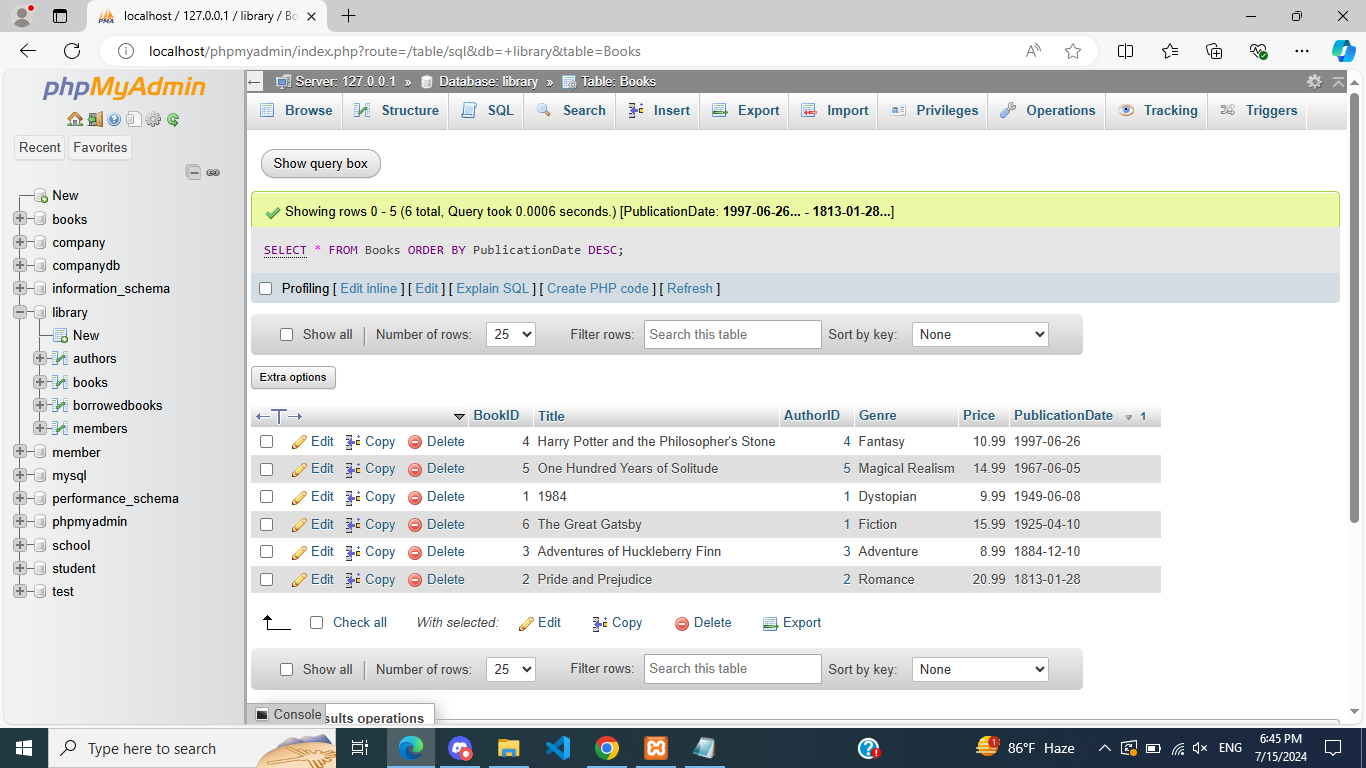 localhost / 127.0.0.1 / library / Bo
localhost/phpmyadmin/index.php?route=/table/sql&db=+library&table=Books
phpMyAdmin
Recent Favorites
New
books
company
companydb
information_schema
library
New
authors
books
borrowedbooks
members
member
mysql
performance_schema
phpmyadmin
school
student
test
Server: 127.0.0.1 » Database: library » Table: Books
Browse Structure SQL Search Insert Export Import Privileges Operations Tracking Triggers
Show query box
Showing rows 0 - 5 (6 total, Query took 0.0006 seconds.) [PublicationDate: 1997-06-26... - 1813-01-28...]
SELECT * FROM Books ORDER BY PublicationDate DESC;
Profiling [ Edit inline ] [ Edit ] [ Explain SQL ] [ Create PHP code ] [ Refresh ]
Show all Number of rows: 25 Filter rows: Search this table Sort by key: None
Extra options
←T→ BookID Title AuthorID Genre Price PublicationDate 1
Edit Copy Delete 4 Harry Potter and the Philosopher's Stone 4 Fantasy 10.99 1997-06-26
Edit Copy Delete 5 One Hundred Years of Solitude 5 Magical Realism 14.99 1967-06-05
Edit Copy Delete 1 1984 1 Dystopian 9.99 1949-06-08
Edit Copy Delete 6 The Great Gatsby 1 Fiction 15.99 1925-04-10
Edit Copy Delete 3 Adventures of Huckleberry Finn 3 Adventure 8.99 1884-12-10
Edit Copy Delete 2 Pride and Prejudice 2 Romance 20.99 1813-01-28
Check all With selected: Edit Copy Delete Export
Show all Number of rows: 25 Filter rows: Search this table Sort by key: None
Console sults operations
Type here to search
86°F Haze
ENG
6:45 PM
7/15/2024